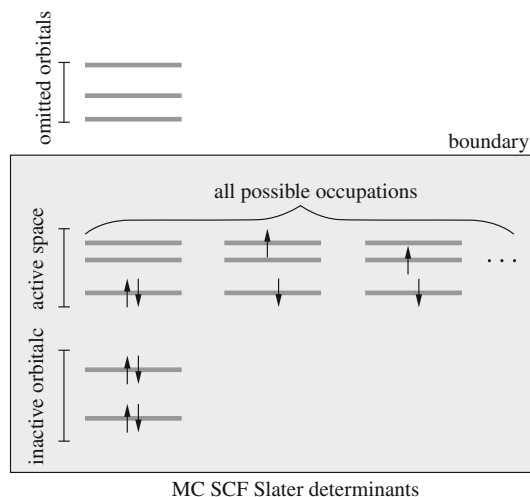 omitted orbitals
boundary
all possible occupations
active space
...
inactive orbitalc
MC SCF Slater determinants